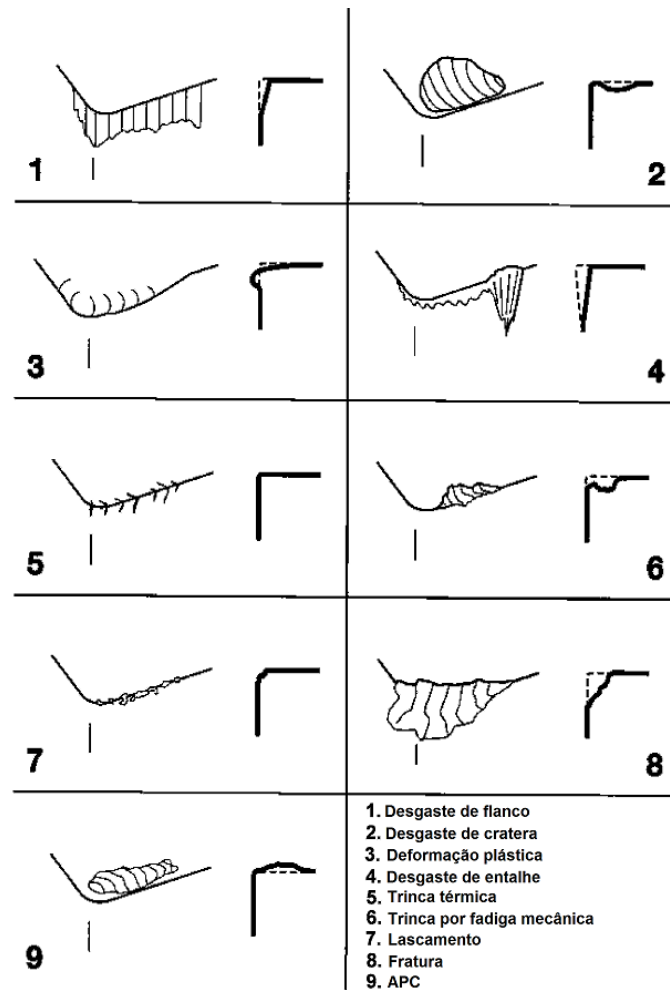 1
2
3
4
5
6
7
8
9
1. Desgaste de flanco
2. Desgaste de cratera
3. Deformação plástica
4. Desgaste de entalhe
5. Trinca térmica
6. Trinca por fadiga mecânica
7. Lascamento
8. Fratura
9. APC